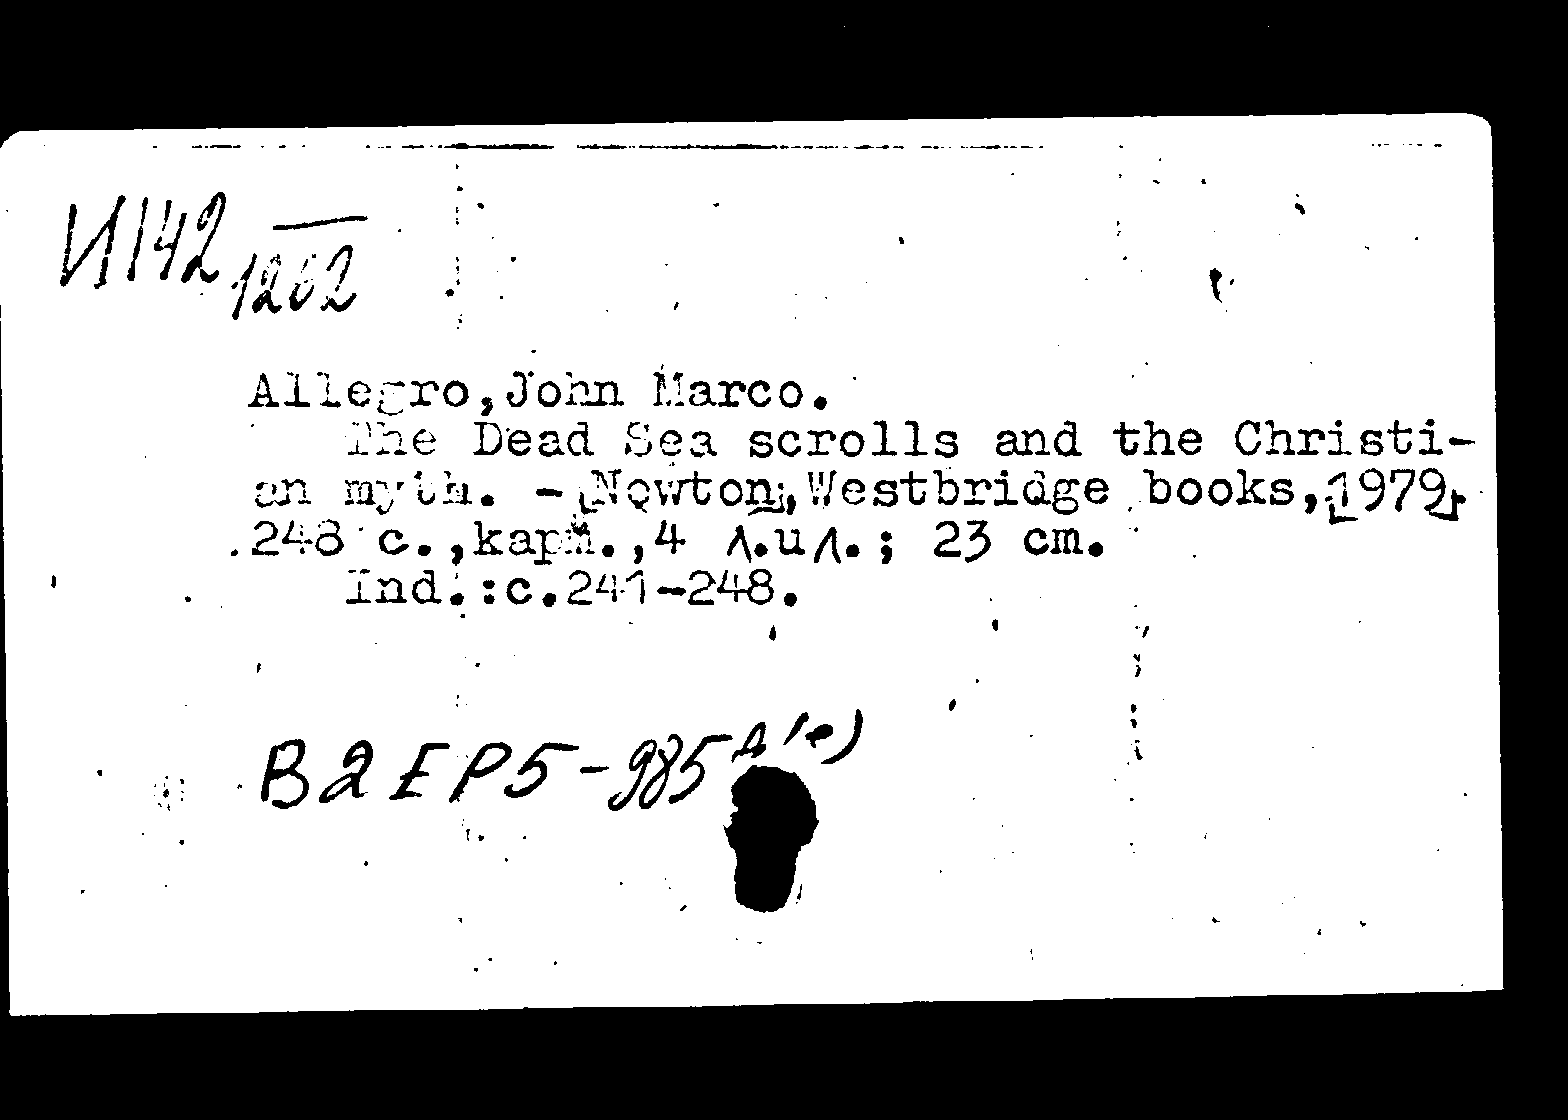 И142 1262
Allegro, John Marco.
The Dead Sea scrolls and the Christi-
an myth. - [Newton], Westbridge books, [1979].
248 с., карт., 4 л.ил.; 23 cm.
Ind.: с.241-248.
B2EP5-985